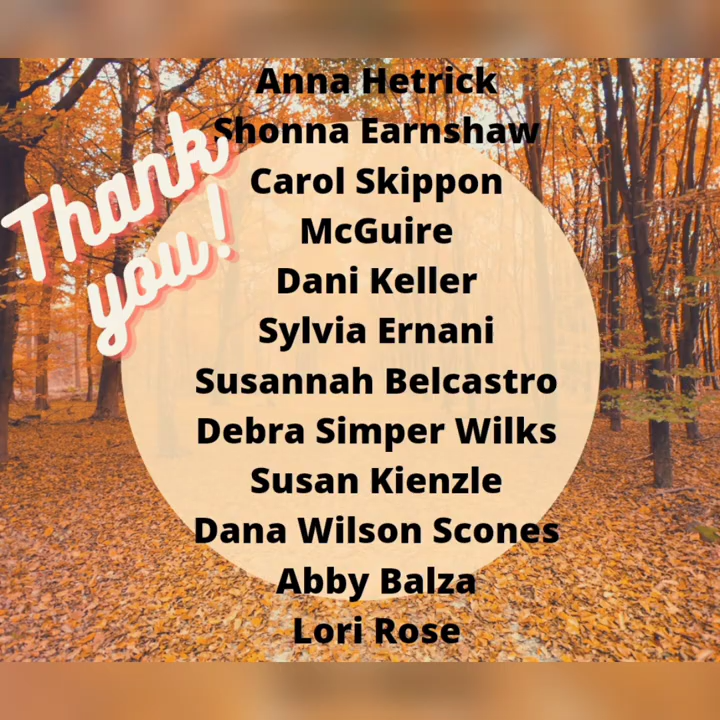 Thank
you!
Anna Hetrick
Shonna Earnshaw
Carol Skippon
McGuire
Dani Keller
Sylvia Ernani
Susannah Belcastro
Debra Simper Wilks
Susan Kienzle
Dana Wilson Scones
Abby Balza
Lori Rose